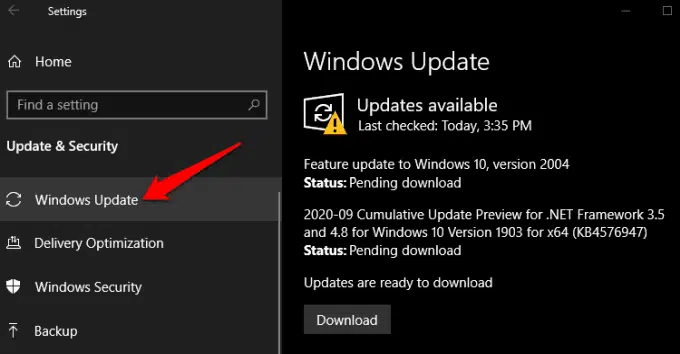 Settings
Home
Find a setting
Update & Security
Windows Update
Delivery Optimization
Windows Security
Backup
Windows Update
Updates available
Last checked: Today, 3:35 PM
Feature update to Windows 10, version 2004
Status: Pending download
2020-09 Cumulative Update Preview for .NET Framework 3.5
and 4.8 for Windows 10 Version 1903 for x64 (KB4576947)
Status: Pending download
Updates are ready to download
Download